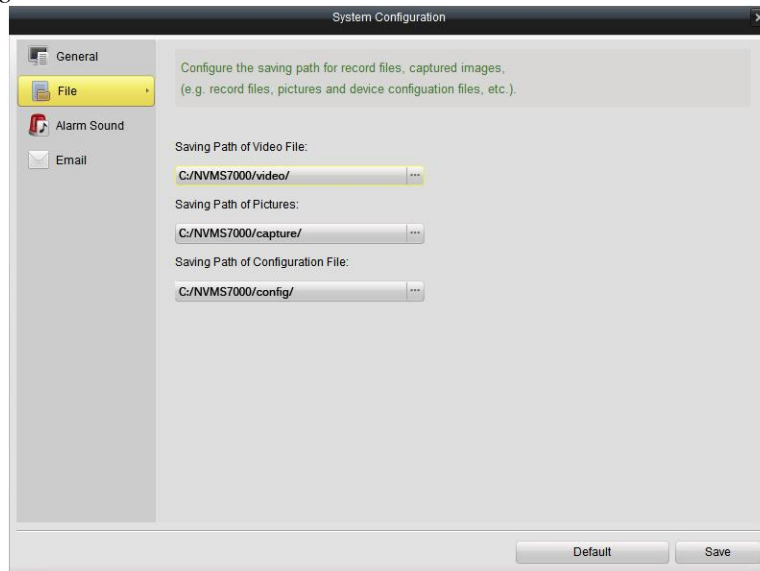 System Configuration
General
File
Alarm Sound
Email
Configure the saving path for record files, captured images,
(e.g. record files, pictures and device configuation files, etc.).
Saving Path of Video File:
C:/NVMS7000/video/
Saving Path of Pictures:
C:/NVMS7000/capture/
Saving Path of Configuration File:
C:/NVMS7000/config/
Default
Save